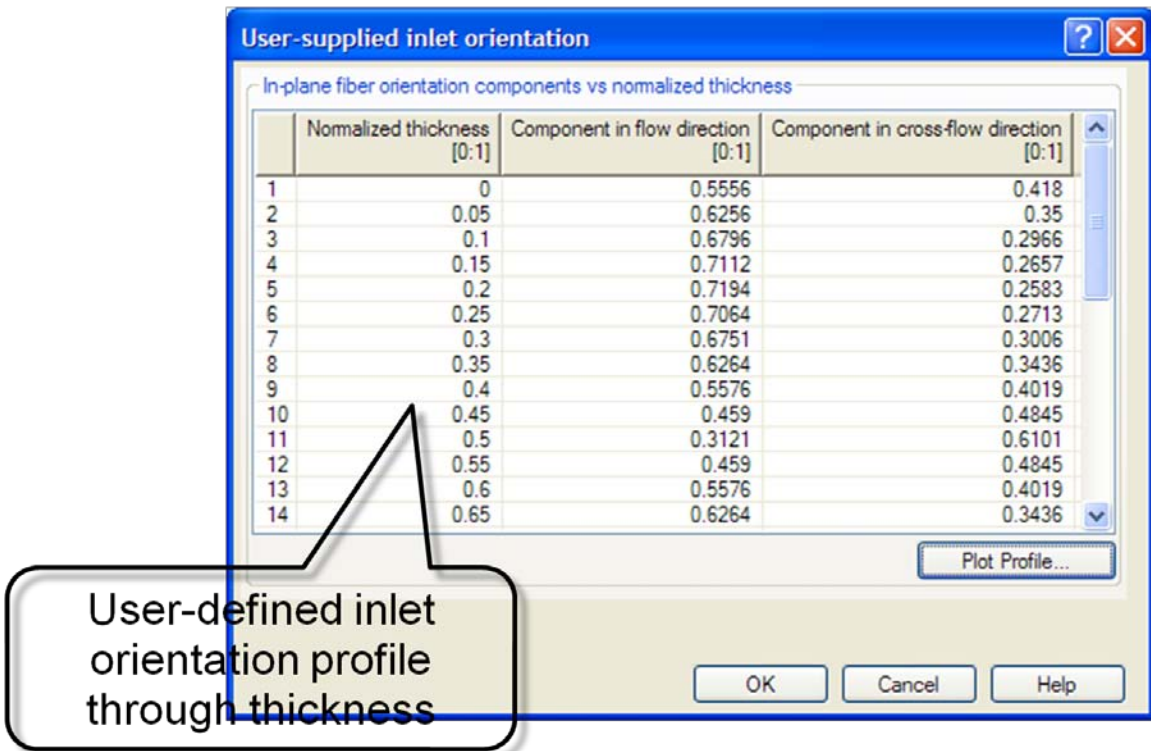 User-supplied inlet orientation
In-plane fiber orientation components vs normalized thickness
Normalized thickness [0:1] Component in flow direction [0:1] Component in cross-flow direction [0:1]
1 0 0.5556 0.418
2 0.05 0.6256 0.35
3 0.1 0.6796 0.2966
4 0.15 0.7112 0.2657
5 0.2 0.7194 0.2583
6 0.25 0.7064 0.2713
7 0.3 0.6751 0.3006
8 0.35 0.6264 0.3436
9 0.4 0.5576 0.4019
10 0.45 0.459 0.4845
11 0.5 0.3121 0.6101
12 0.55 0.459 0.4845
13 0.6 0.5576 0.4019
14 0.65 0.6264 0.3436
Plot Profile...
User-defined inlet
orientation profile
through thickness
OK Cancel Help